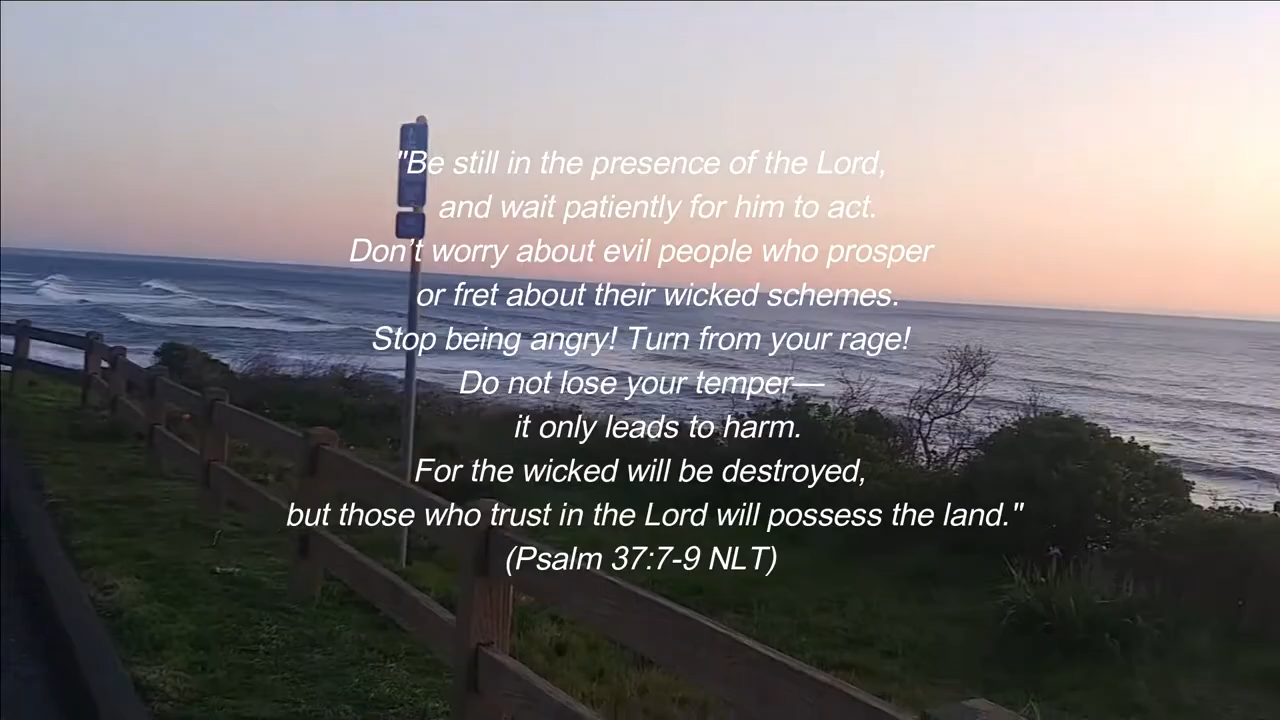 "Be still in the presence of the Lord,
and wait patiently for him to act.
Don't worry about evil people who prosper
or fret about their wicked schemes.
Stop being angry! Turn from your rage!
Do not lose your temper—
it only leads to harm.
For the wicked will be destroyed,
but those who trust in the Lord will possess the land."
(Psalm 37:7-9 NLT)